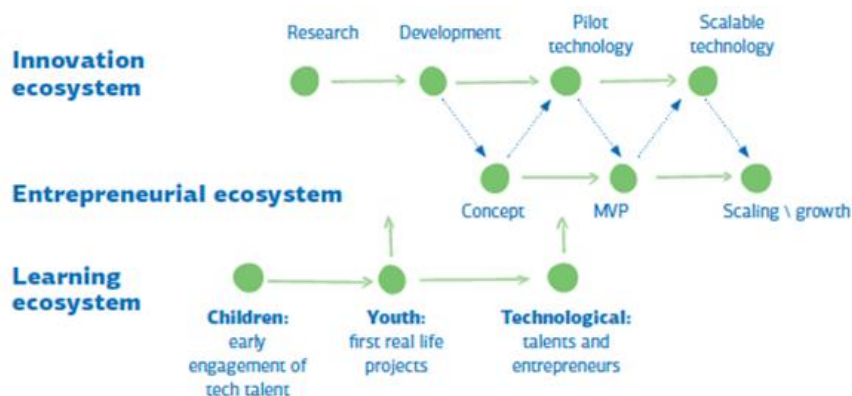 Innovation
ecosystem
Research
Development
Pilot
technology
Scalable
technology
Entrepreneurial ecosystem
Concept
MVP
Scaling \ growth
Learning
ecosystem
Children:
early
engagement of
tech talent
Youth:
first real life
projects
Technological:
talents and
entrepreneurs